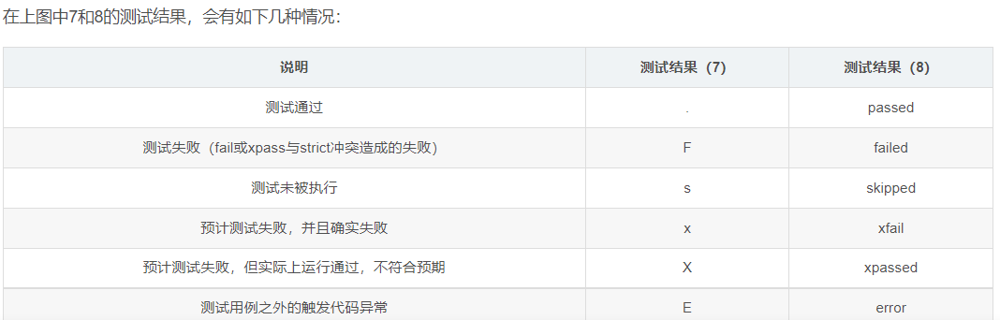 在上图中7和8的测试结果，会有如下几种情况：
说明 测试结果（7） 测试结果（8）
测试通过 . passed
测试失败（fail或xpass与strict冲突造成的失败） F failed
测试未被执行 s skipped
预计测试失败，并且确实失败 x xfail
预计测试失败，但实际上运行通过，不符合预期 X xpassed
测试用例之外的触发代码异常 E error